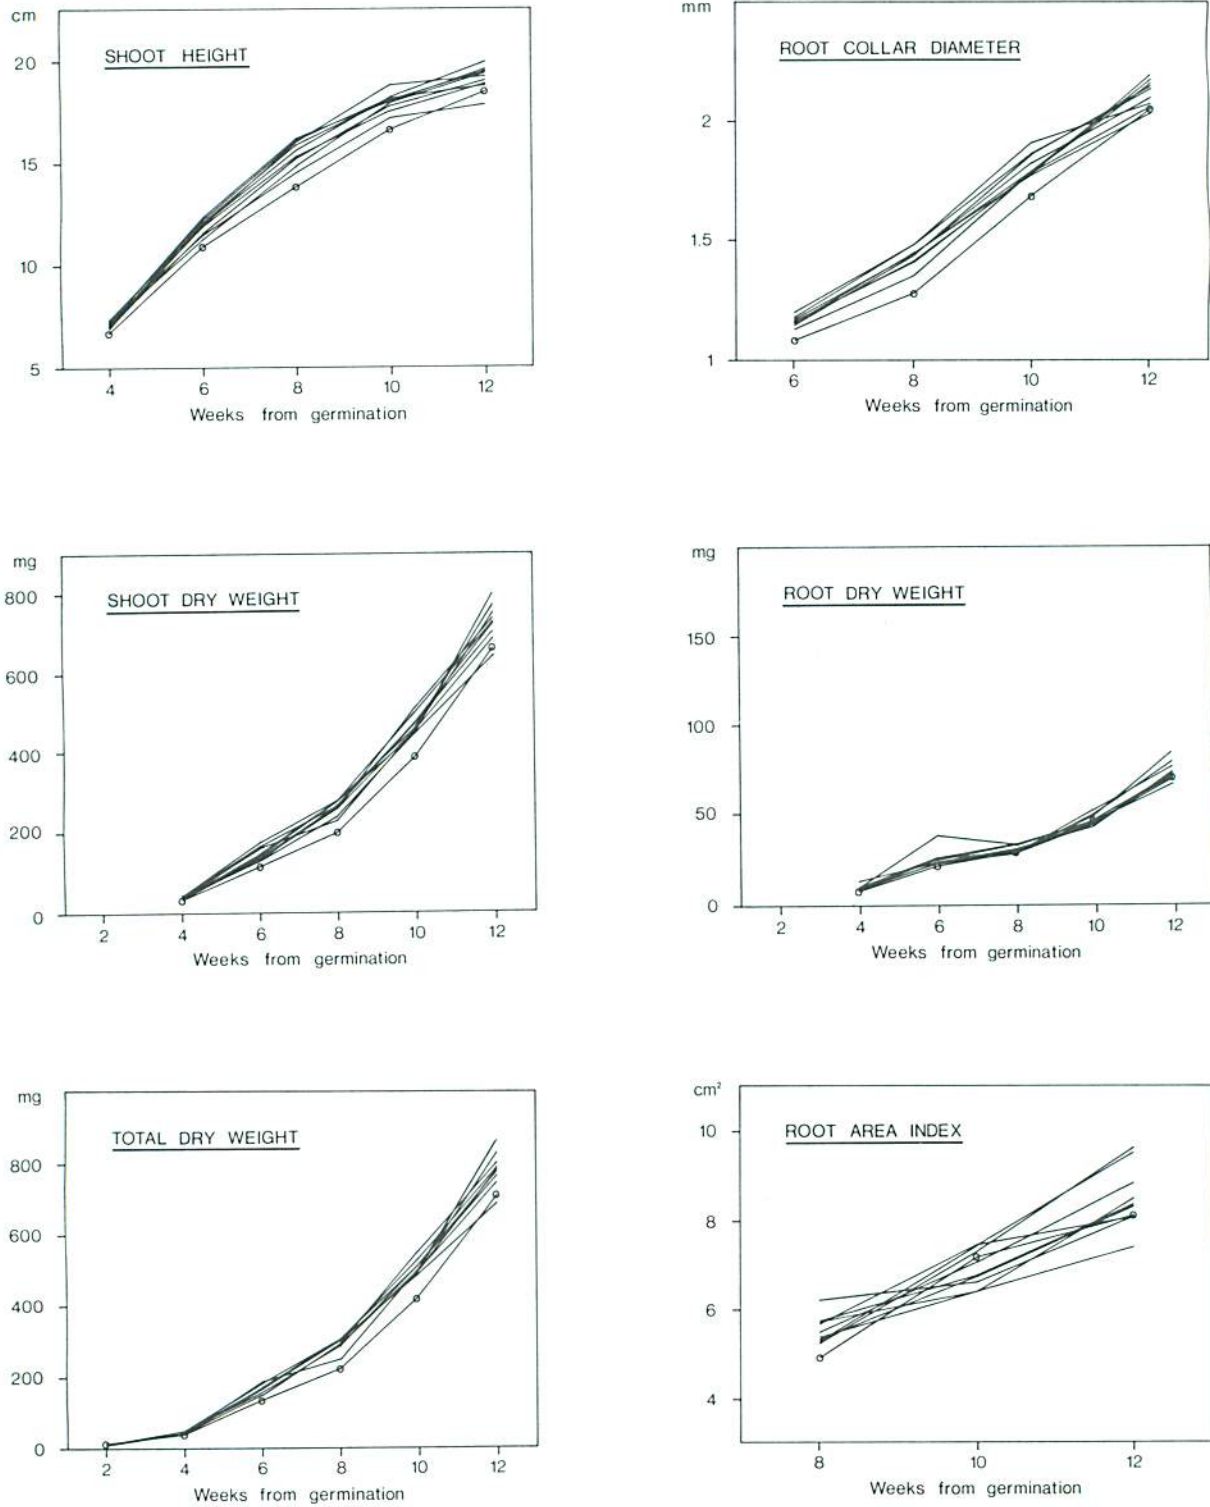 cm
SHOOT HEIGHT
20
15
10
5
4 6 8 10 12
Weeks from germination
mm
ROOT COLLAR DIAMETER
2
1.5
1
6 8 10 12
Weeks from germination
mg
SHOOT DRY WEIGHT
800
600
400
200
0
2 4 6 8 10 12
Weeks from germination
mg
ROOT DRY WEIGHT
150
100
50
0
2 4 6 8 10 12
Weeks from germination
mg
TOTAL DRY WEIGHT
800
600
400
200
0
2 4 6 8 10 12
Weeks from germination
cm²
ROOT AREA INDEX
10
8
6
4
8 10 12
Weeks from germination